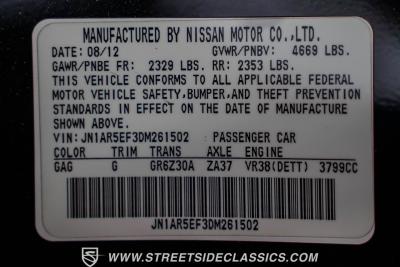 MANUFACTURED BY NISSAN MOTOR CO.,LTD.
DATE: 08/12 GVWR/PNBV: 4669 LBS.
GAWR/PNBE FR: 2329 LBS. RR: 2353 LBS.
THIS VEHICLE CONFORMS TO ALL APPLICABLE FEDERAL
MOTOR VEHICLE SAFETY,BUMPER,AND THEFT PREVENTION
STANDARDS IN EFFECT ON THE DATE OF MANUFACTURE
SHOWN ABOVE.
VIN:JN1AR5EF3DM261502 PASSENGER CAR
COLOR TRIM TRANS AXLE ENGINE
GAG G GR6Z30A ZA37 VR38(DETT) 3799CC
JN1AR5EF3DM261502
WWW.STREETSIDECLASSICS.COM